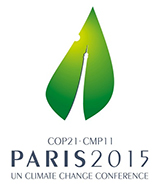 COP21·CMP11
PARIS2015
UN CLIMATE CHANGE CONFERENCE